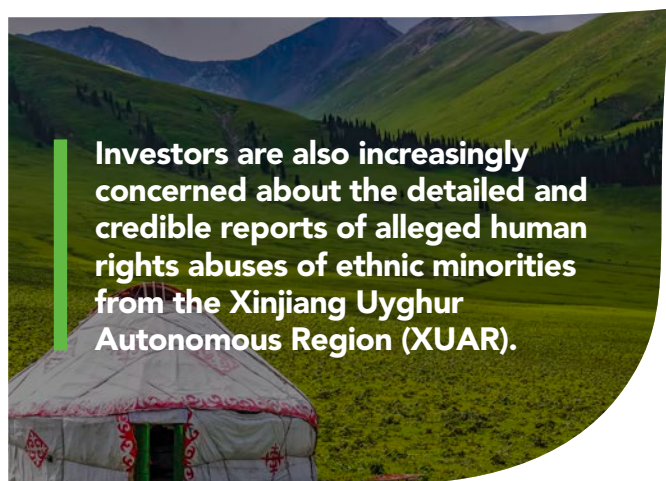 Investors are also increasingly
concerned about the detailed and
credible reports of alleged human
rights abuses of ethnic minorities
from the Xinjiang Uyghur
Autonomous Region (XUAR).